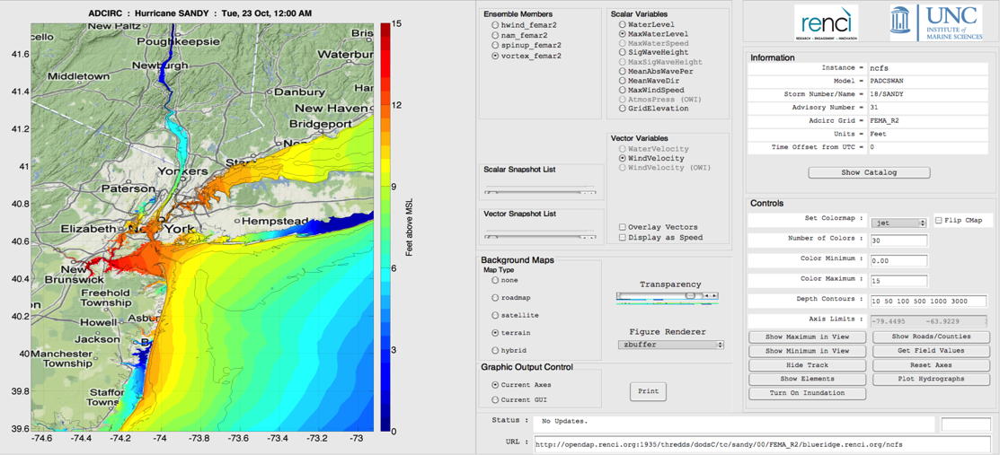 ADCIRC : Hurricane SANDY : Tue, 23 Oct, 12:00 AM
New Paltz
cello
Poughkeepsie
Bris
Waterbur
Newburgh
Middletown
Danbury
Har
New Haven
Bridgeport
No
Sta
Yonkers
Paterson
Hempstead
Elizabeth
New York
New
Brunswick
Freehold
Township
on
Howell
Asbur
Jackson
B
Manchester
Township
Staffor
Towns
41.6
41.4
41.2
41
40.8
40.6
40.4
40.2
40
39.8
39.6
-74.6
-74.4
-74.2
-74
-73.8
-73.6
-73.4
-73.2
-73
15
12
9
6
3
0
Feet above MSL
Ensemble Members
hwind_femar2
nam_femar2
spinup_femar2
vortex_femar2
Scalar Snapshot List
Vector Snapshot List
Scalar Variables
WaterLevel
MaxWaterLevel
MaxWaterSpeed
SigWaveHeight
MaxSigWaveHeight
MeanAbsWavePer
MeanWaveDir
MaxWindSpeed
AtmosPress (OWI)
GridElevation
Vector Variables
WaterVelocity
WindVelocity
WindVelocity (OWI)
Overlay Vectors
Display as Speed
Background Maps
Map Type
none
roadmap
satellite
terrain
hybrid
Transparency
Figure Renderer
zbuffer
Graphic Output Control
Current Axes
Current GUI
Print
renci
RESEARCH · ENGAGEMENT · INNOVATION
UNC
INSTITUTE of
MARINE SCIENCES
Information
Instance = ncfs
Model = PADCSWAN
Storm Number/Name = 18/SANDY
Advisory Number = 31
Adcirc Grid = FEMA_R2
Units = Feet
Time Offset from UTC = 0
Show Catalog
Controls
Set Colormap : jet Flip CMap
Number of Colors : 30
Color Minimum : 0.00
Color Maximum : 15
Depth Contours : 10 50 100 500 1000 3000
Axis Limits : -79.4495 -63.9229
Show Maximum in View Show Roads/Counties
Show Minimum in View Get Field Values
Hide Track Reset Axes
Show Elements Plot Hydrographs
Turn On Inundation
Status : No Updates.
URL : http://opendap.renci.org:1935/thredds/dodsC/tc/sandy/00/FEMA_R2/blueridge.renci.org/ncfs